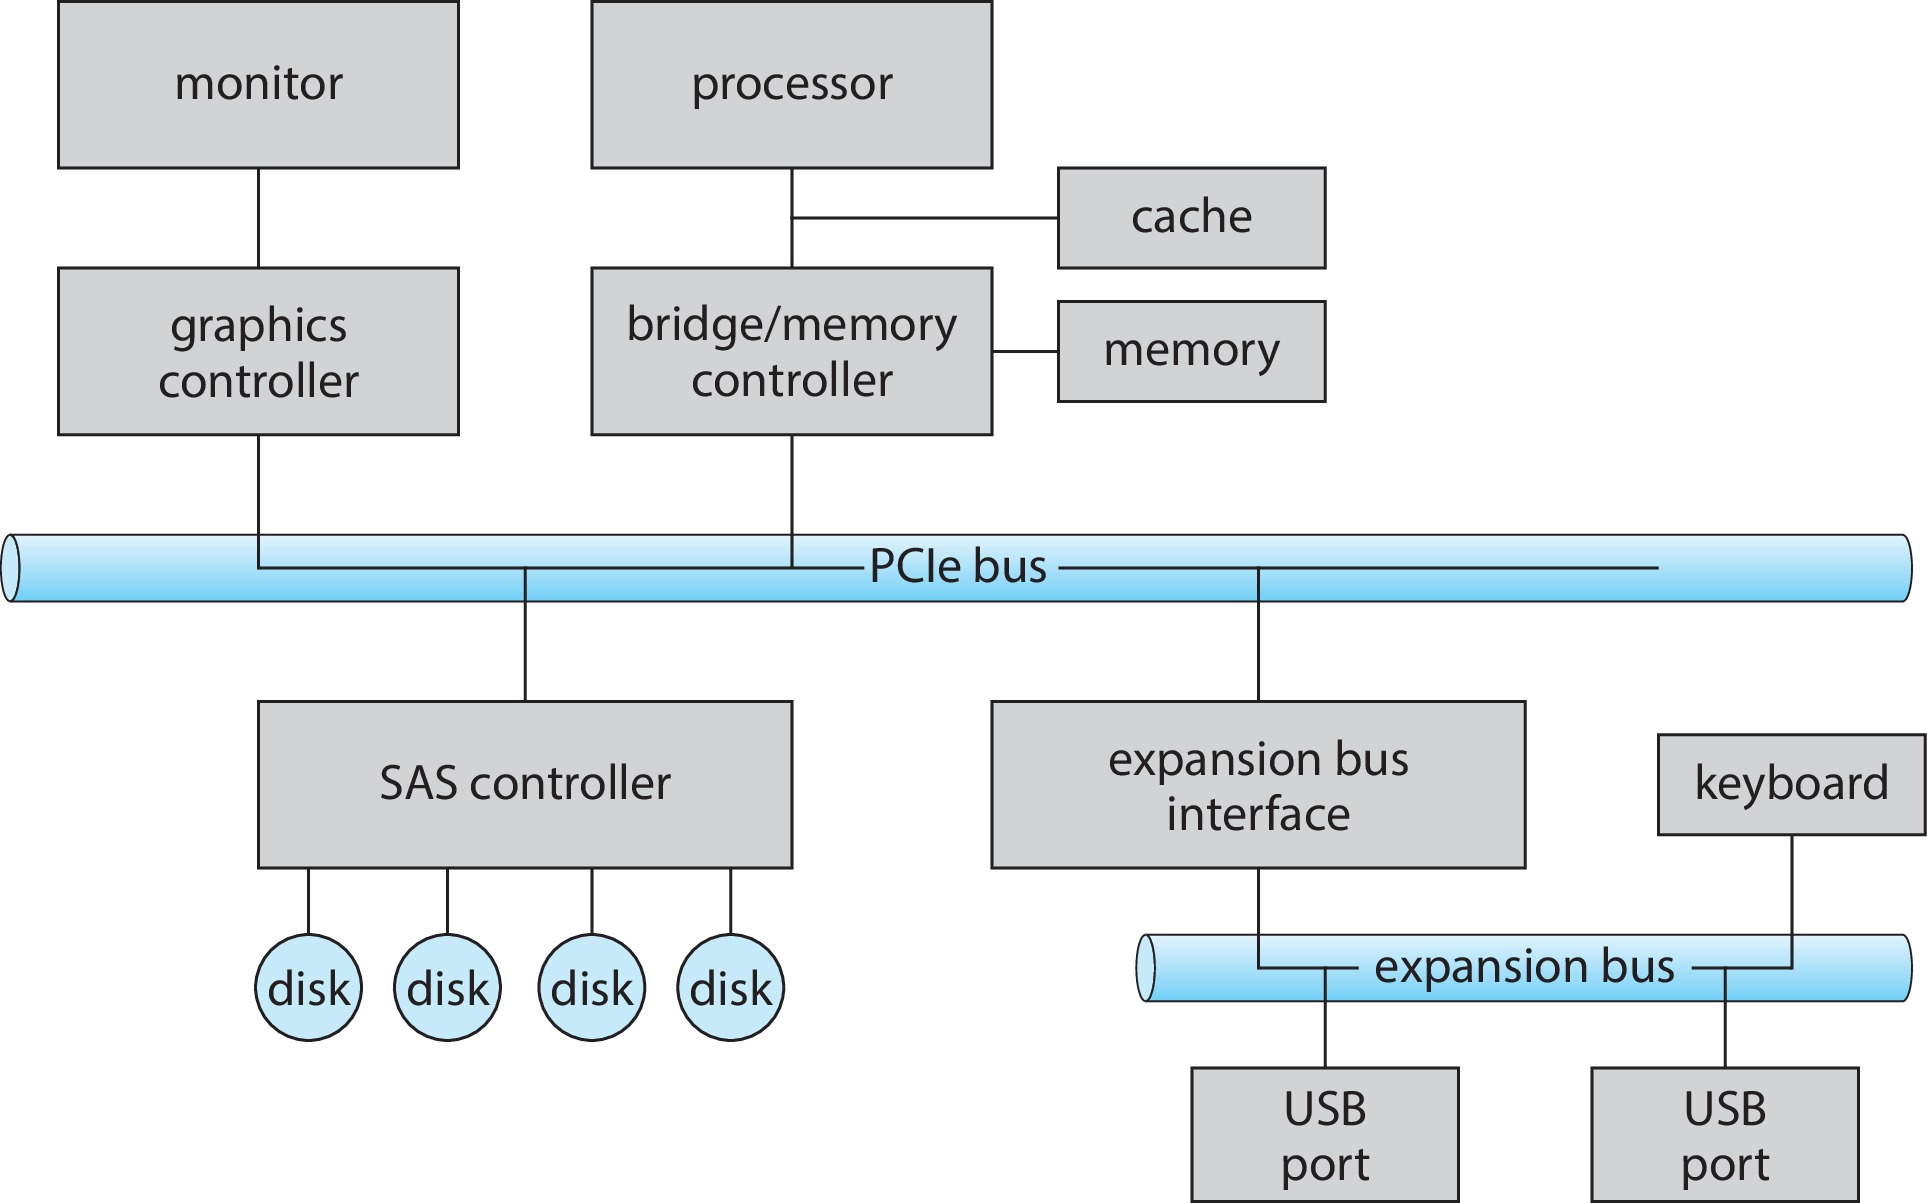 monitor
processor
cache
graphics
controller
bridge/memory
controller
memory
PCIe bus
SAS controller
expansion bus
interface
keyboard
disk
disk
disk
disk
expansion bus
USB
port
USB
port